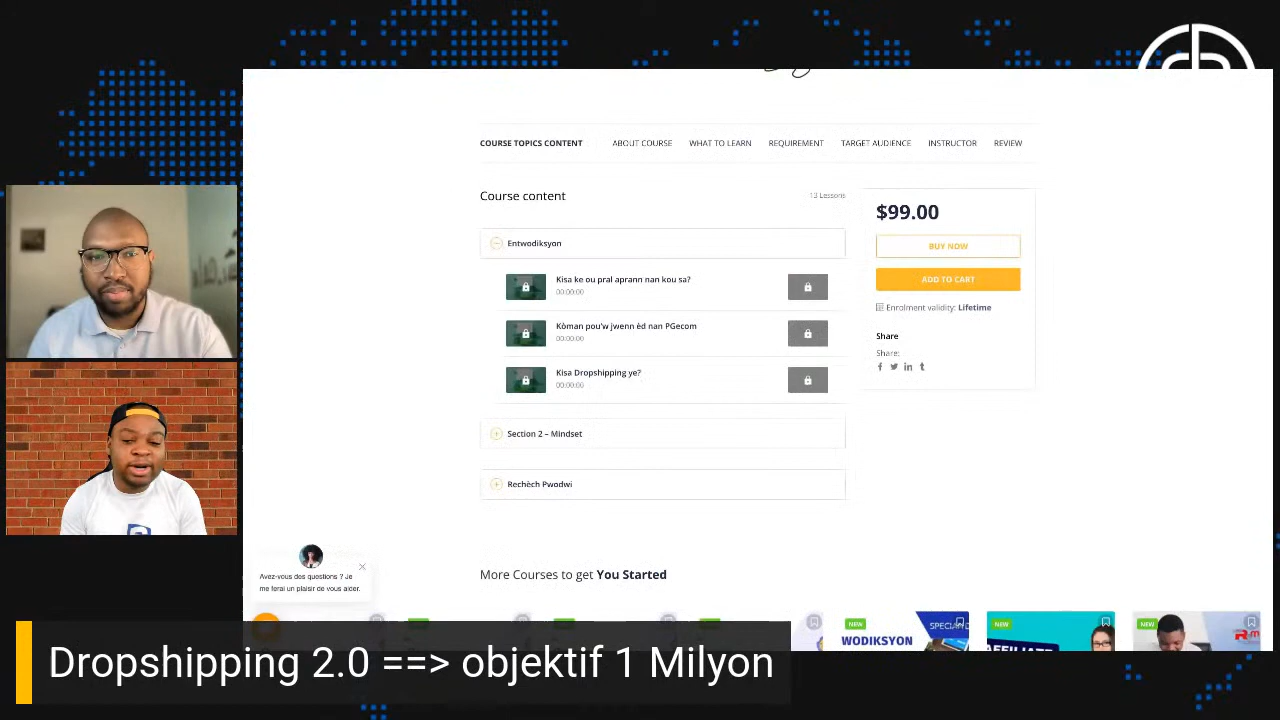 COURSE TOPICS CONTENT ABOUT COURSE WHAT TO LEARN REQUIREMENT TARGET AUDIENCE INSTRUCTOR REVIEW
Course content 13 Lessons
Entwodiksyon
Kisa ke ou pral aprann nan kou sa?
00:00:00
Kòman pou'w jwenn èd nan PGecom
00:00:00
Kisa Dropshipping ye?
00:00:00
Section 2 – Mindset
Rechèch Pwodwi
$99.00
BUY NOW
ADD TO CART
Enrolment validity: Lifetime
Share
Share:
More Courses to get You Started
Avez-vous des questions ? Je
me ferai un plaisir de vous aider.
NEW
WODIKSYON
NEW
NEW
Dropshipping 2.0 ==> objektif 1 Milyon